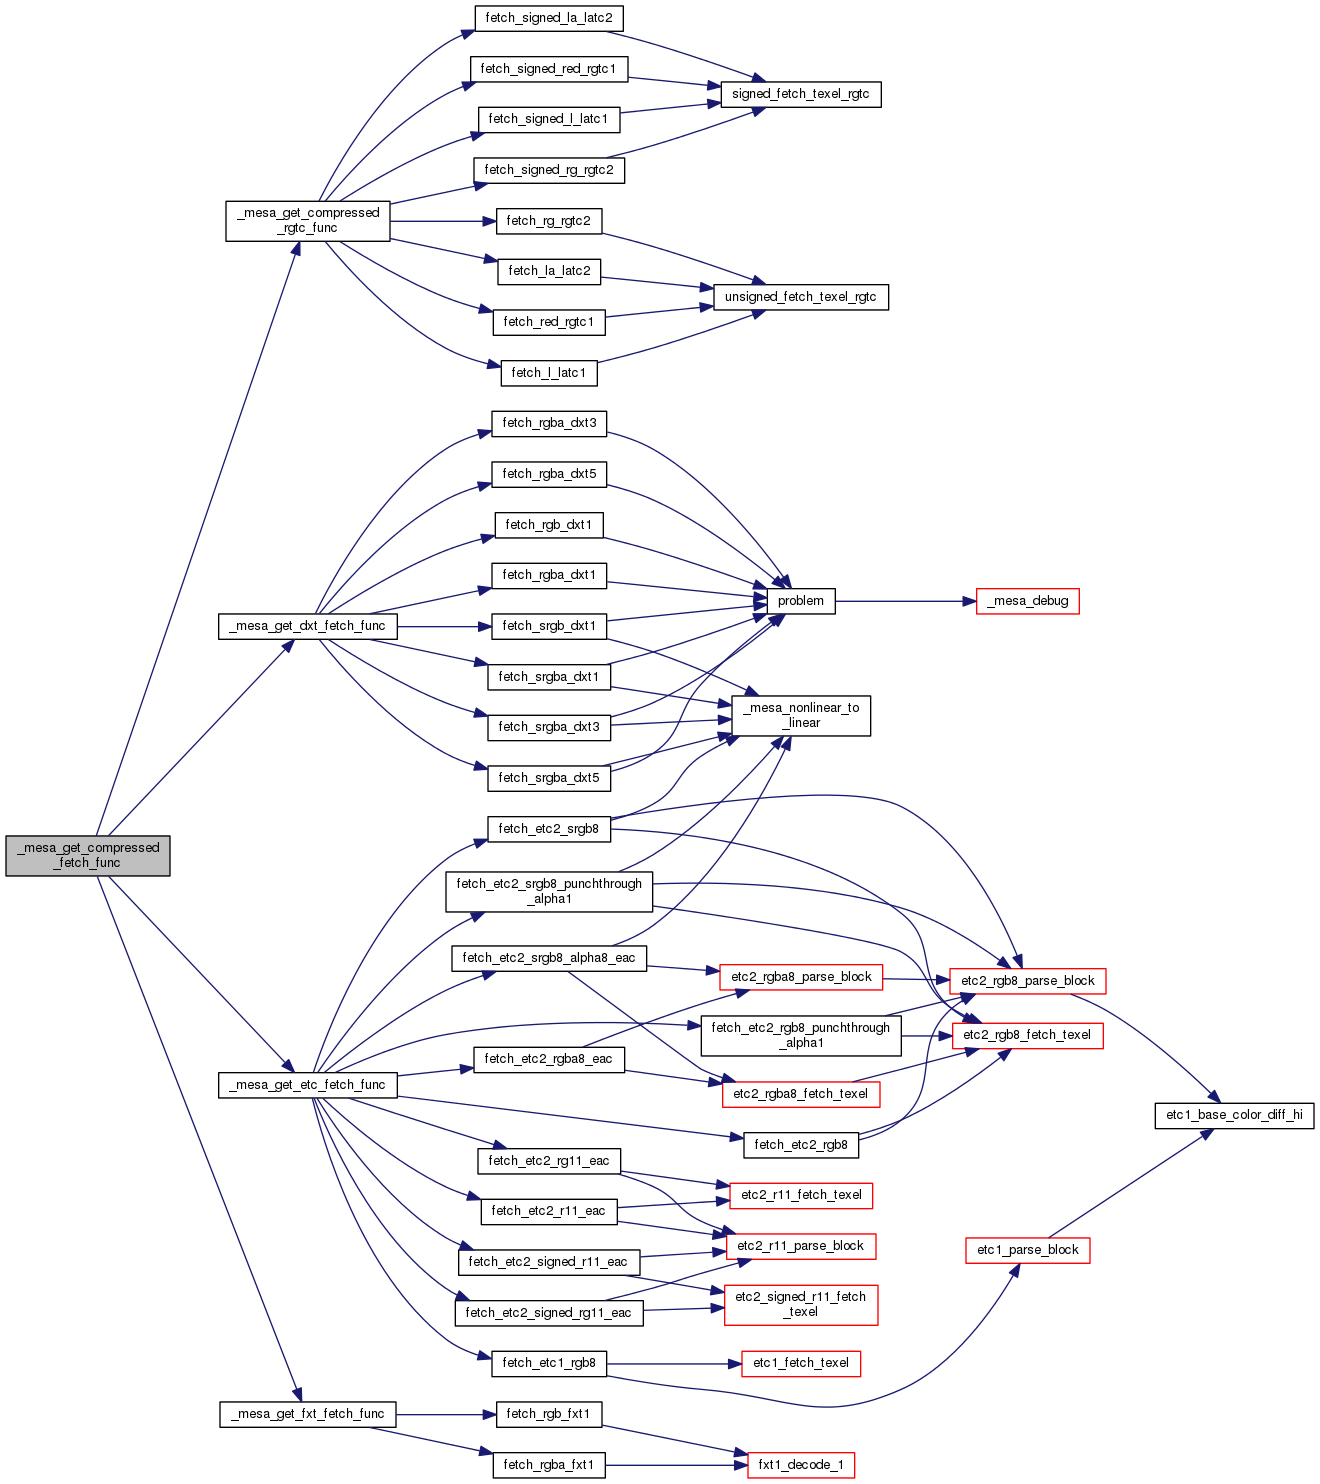 fetch_signed_la_latc2
fetch_signed_red_rgtc1
signed_fetch_texel_rgtc
fetch_signed_l_latc1
fetch_signed_rg_rgtc2
_mesa_get_compressed
_rgtc_func
fetch_rg_rgtc2
fetch_la_latc2
unsigned_fetch_texel_rgtc
fetch_red_rgtc1
fetch_l_latc1
fetch_rgba_dxt3
fetch_rgba_dxt5
fetch_rgb_dxt1
fetch_rgba_dxt1
problem
_mesa_debug
_mesa_get_dxt_fetch_func
fetch_srgb_dxt1
fetch_srgba_dxt1
_mesa_nonlinear_to
_linear
fetch_srgba_dxt3
fetch_srgba_dxt5
fetch_etc2_srgb8
_mesa_get_compressed
_fetch_func
fetch_etc2_srgb8_punchthrough
_alpha1
fetch_etc2_srgb8_alpha8_eac
etc2_rgba8_parse_block
etc2_rgb8_parse_block
fetch_etc2_rgb8_punchthrough
_alpha1
etc2_rgb8_fetch_texel
fetch_etc2_rgba8_eac
_mesa_get_etc_fetch_func
etc2_rgba8_fetch_texel
etc1_base_color_diff_hi
fetch_etc2_rgb8
fetch_etc2_rg11_eac
etc2_r11_fetch_texel
fetch_etc2_r11_eac
etc2_r11_parse_block
etc1_parse_block
fetch_etc2_signed_r11_eac
etc2_signed_r11_fetch
_texel
fetch_etc2_signed_rg11_eac
fetch_etc1_rgb8
etc1_fetch_texel
_mesa_get_fxt_fetch_func
fetch_rgb_fxt1
fetch_rgba_fxt1
fxt1_decode_1